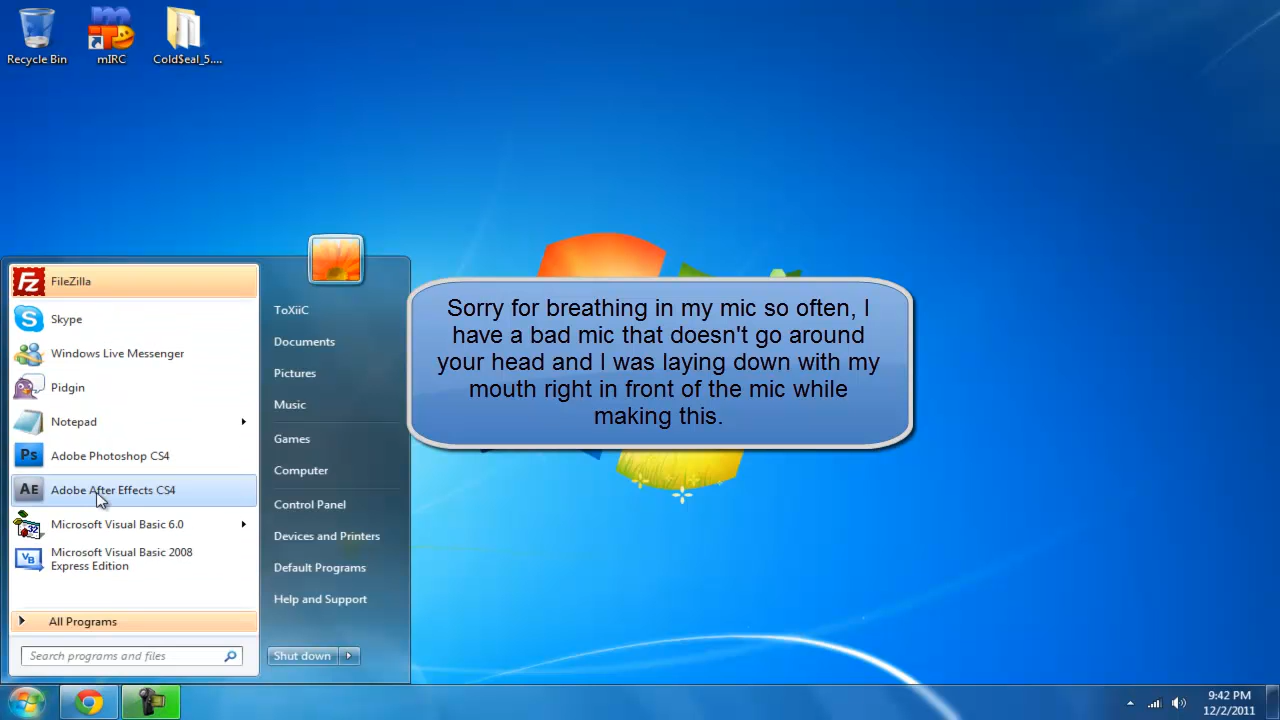 Recycle Bin
mIRC
Cold$eal_5....
FileZilla
Skype
Windows Live Messenger
Pidgin
Notepad
Ps Adobe Photoshop CS4
AE Adobe After Effects CS4
Microsoft Visual Basic 6.0
Microsoft Visual Basic 2008
Express Edition
All Programs
Search programs and files
ToXiiC
Documents
Pictures
Music
Games
Computer
Control Panel
Devices and Printers
Default Programs
Help and Support
Shut down
Sorry for breathing in my mic so often, I
have a bad mic that doesn't go around
your head and I was laying down with my
mouth right in front of the mic while
making this.
9:42 PM
12/2/2011